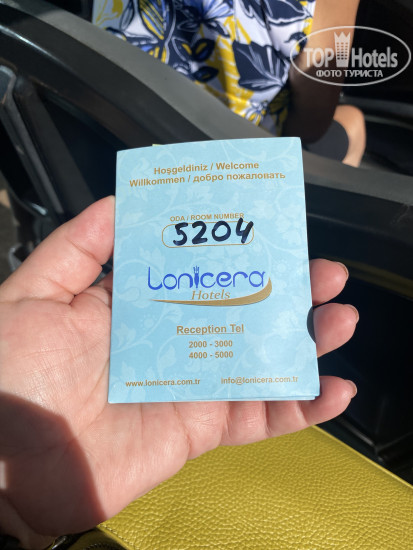 TOP Hotels
ФОТО ТУРИСТА
Hoşgeldiniz / Welcome
Willkommen / добро пожаловать
ODA / ROOM NUMBER
5204
Lonicera
Hotels
Reception Tel
2000 - 3000
4000 - 5000
www.lonicera.com.tr info@lonicera.com.tr